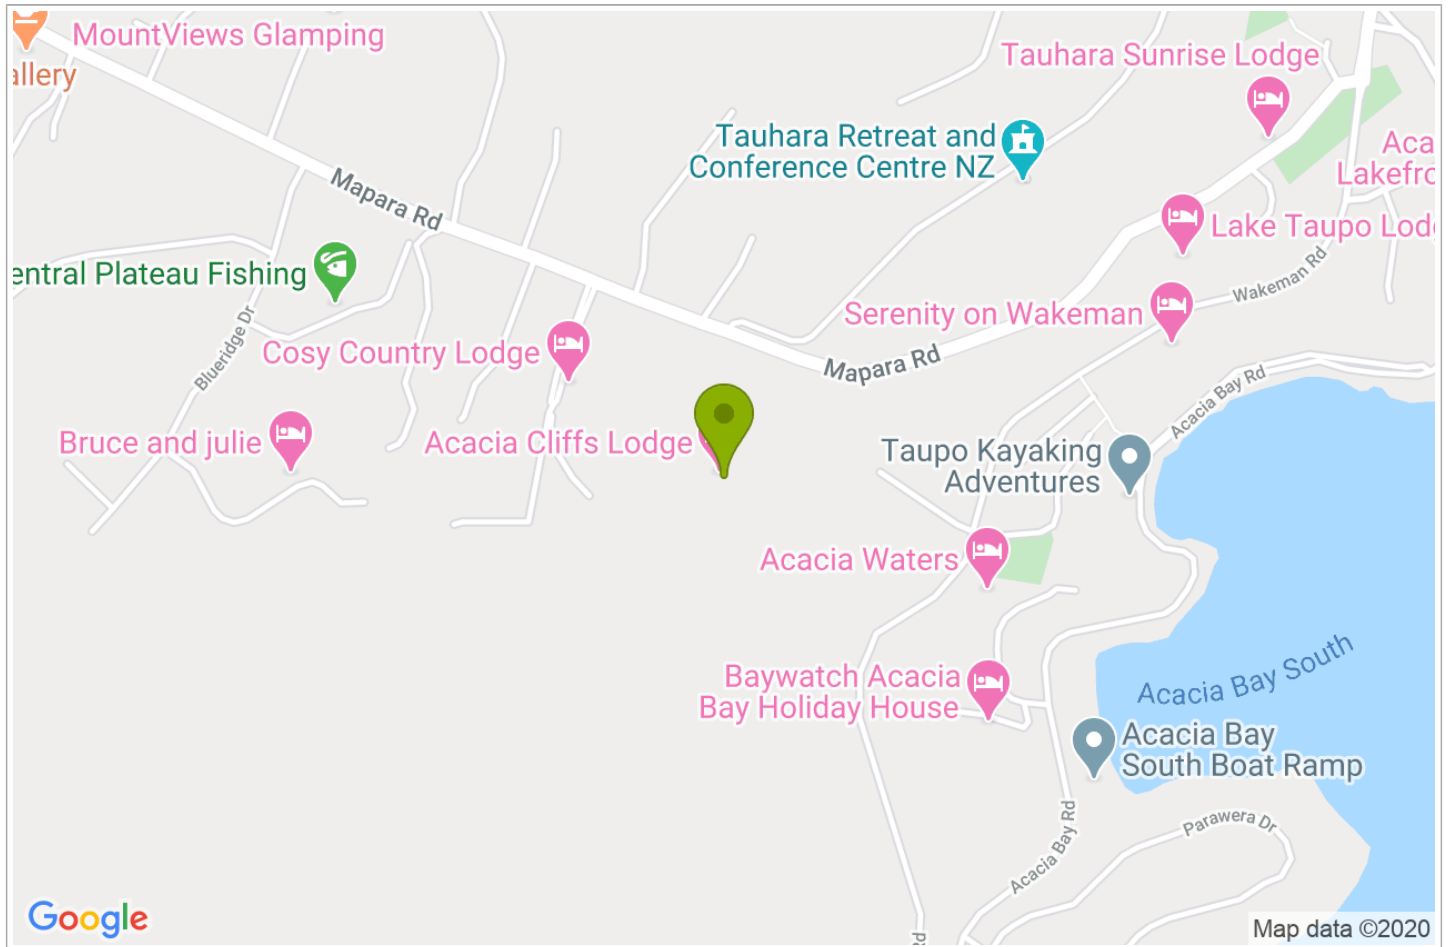 MountViews Glamping
allery
Tauhara Sunrise Lodge
Tauhara Retreat and
Conference Centre NZ
Aca
Lakefro
Mapara Rd
Lake Taupo Lod
entral Plateau Fishing
Wakeman Rd
Serenity on Wakeman
Blueridge Dr
Cosy Country Lodge
Mapara Rd
Acacia Bay Rd
Bruce and julie
Acacia Cliffs Lodge
Taupo Kayaking
Adventures
Acacia Waters
Acacia Bay South
Baywatch Acacia
Bay Holiday House
Acacia Bay
South Boat Ramp
Parawera Dr
Acacia Bay Rd
Rd
Google
Map data ©2020